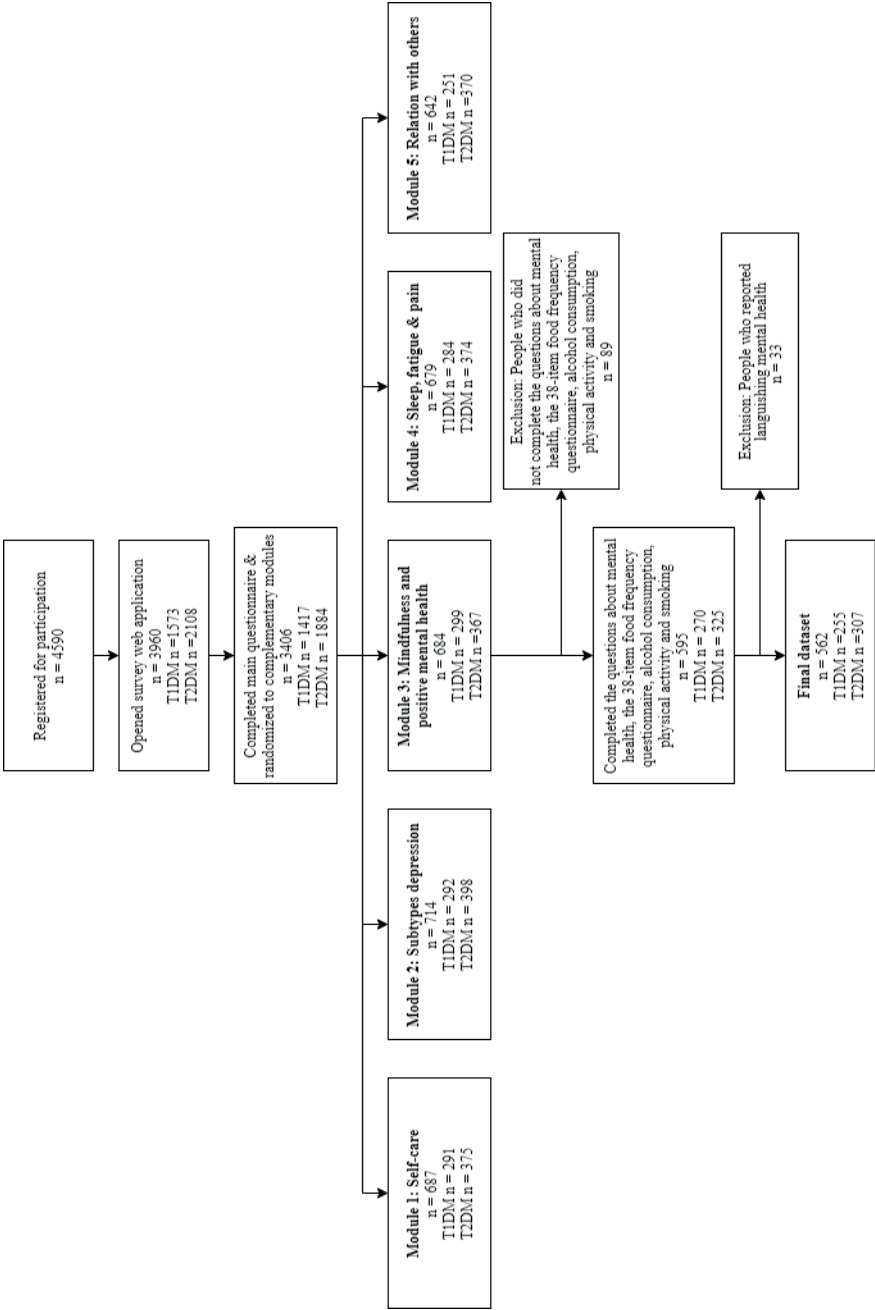 Registered for participation
n = 4590
Opened survey web application
n = 3960
T1DM n =1573
T2DM n =2108
Completed main questionnaire &
randomized to complementary modules
n = 3406
T1DM n = 1417
T2DM n = 1884
Module 1: Self-care
n = 687
T1DM n = 291
T2DM n = 375
Module 2: Subtypes depression
n = 714
T1DM n = 292
T2DM n = 398
Module 3: Mindfulness and
positive mental health
n = 684
T1DM n = 299
T2DM n =367
Module 4: Sleep, fatigue & pain
n = 679
T1DM n = 284
T2DM n = 374
Module 5: Relation with others
n = 642
T1DM n = 251
T2DM n =370
Exclusion: People who did
not complete the questions about mental
health, the 38-item food frequency
questionnaire, alcohol consumption,
physical activity and smoking
n = 89
Completed the questions about mental
health, the 38-item food frequency
questionnaire, alcohol consumption,
physical activity and smoking
n = 595
T1DM n = 270
T2DM n = 325
Exclusion: People who reported
languishing mental health
n = 33
Final dataset
n = 562
T1DM n =255
T2DM n =307